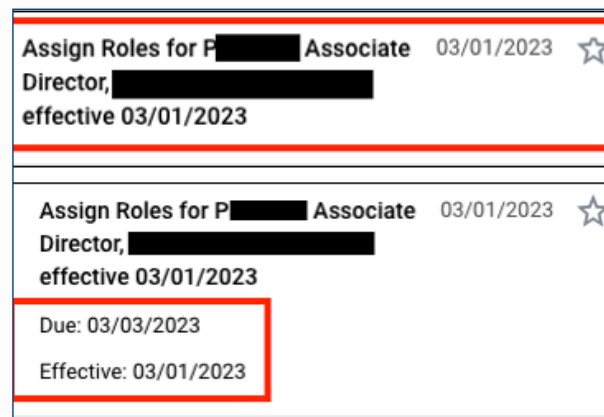 Assign Roles for P Associate 03/01/2023
Director,
effective 03/01/2023
Assign Roles for P Associate 03/01/2023
Director,
effective 03/01/2023
Due: 03/03/2023
Effective: 03/01/2023